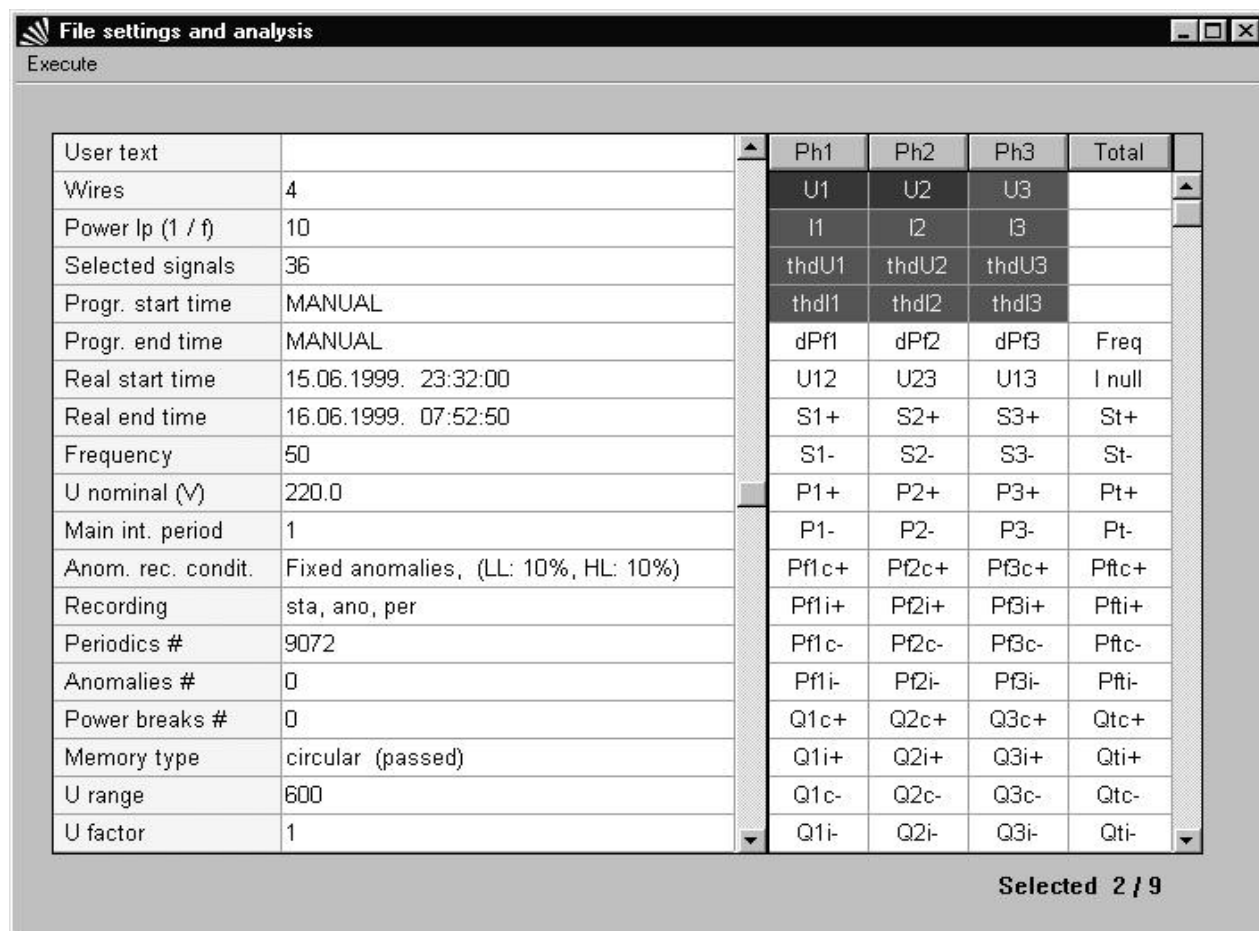 File settings and analysis
Execute
User text Ph1 Ph2 Ph3 Total
Wires 4 U1 U2 U3
Power Ip (1 / f) 10 I1 I2 I3
Selected signals 36 thdU1 thdU2 thdU3
Progr. start time MANUAL thdI1 thdI2 thdI3
Progr. end time MANUAL dPf1 dPf2 dPf3 Freq
Real start time 15.06.1999. 23:32:00 U12 U23 U13 I null
Real end time 16.06.1999. 07:52:50 S1+ S2+ S3+ St+
Frequency 50 S1- S2- S3- St-
U nominal (V) 220.0 P1+ P2+ P3+ Pt+
Main int. period 1 P1- P2- P3- Pt-
Anom. rec. condit. Fixed anomalies, (LL: 10%, HL: 10%) Pf1c+ Pf2c+ Pf3c+ Pftc+
Recording sta, ano, per Pf1i+ Pf2i+ Pf3i+ Pfti+
Periodics # 9072 Pf1c- Pf2c- Pf3c- Pftc-
Anomalies # 0 Pf1i- Pf2i- Pf3i- Pfti-
Power breaks # 0 Q1c+ Q2c+ Q3c+ Qtc+
Memory type circular (passed) Q1i+ Q2i+ Q3i+ Qti+
U range 600 Q1c- Q2c- Q3c- Qtc-
U factor 1 Q1i- Q2i- Q3i- Qti-
Selected 2 / 9